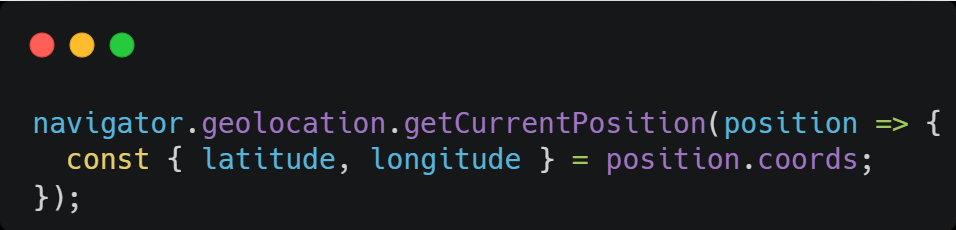 navigator.geolocation.getCurrentPosition(position => {
  const { latitude, longitude } = position.coords;
});